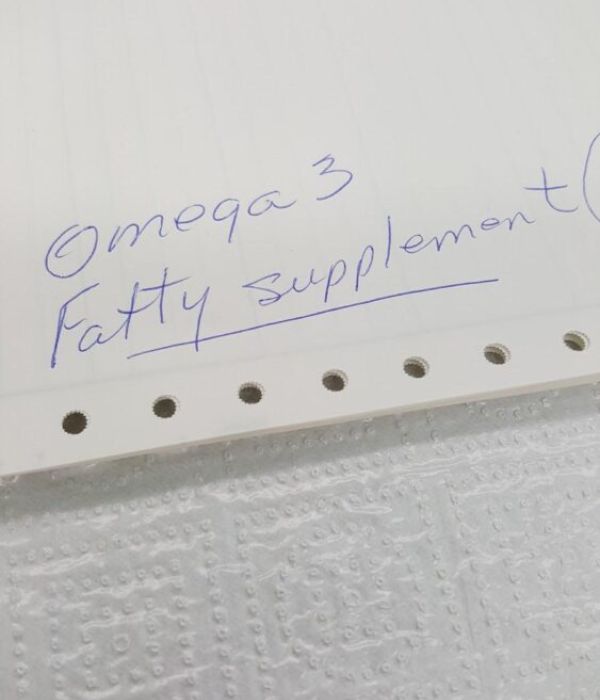 Omega 3
Fatty supplement (